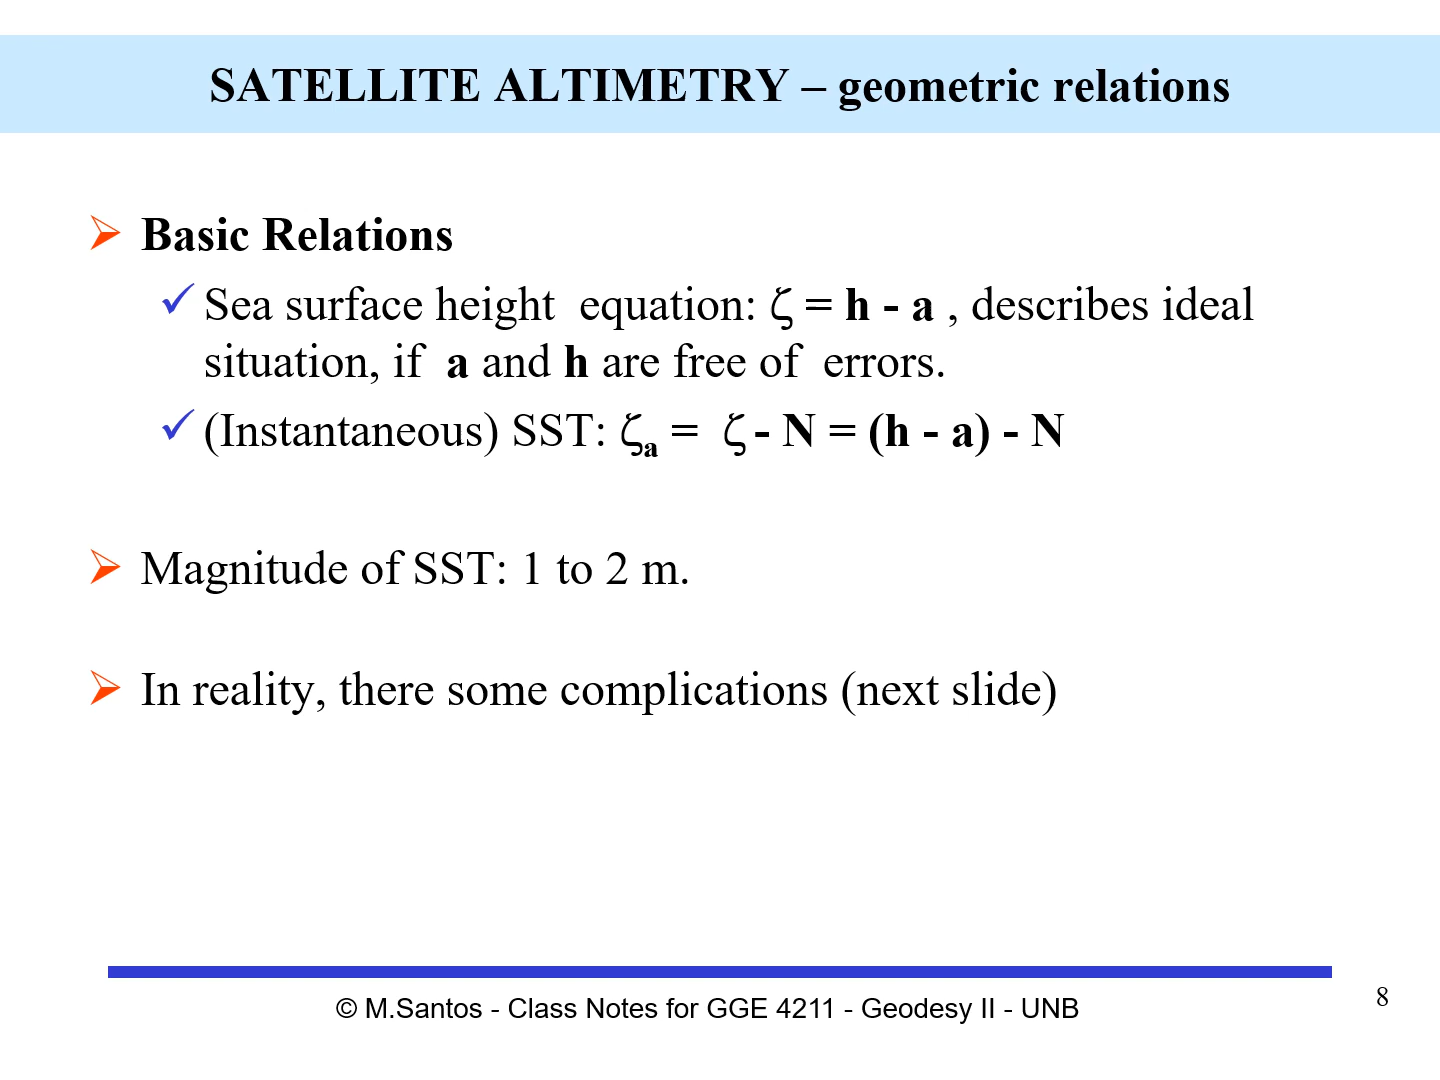 SATELLITE ALTIMETRY – geometric relations
Basic Relations
Sea surface height equation: ζ = h - a , describes ideal
situation, if a and h are free of errors.
(Instantaneous) SST: ζa = ζ - N = (h - a) - N
Magnitude of SST: 1 to 2 m.
In reality, there some complications (next slide)
© M.Santos - Class Notes for GGE 4211 - Geodesy II - UNB
8